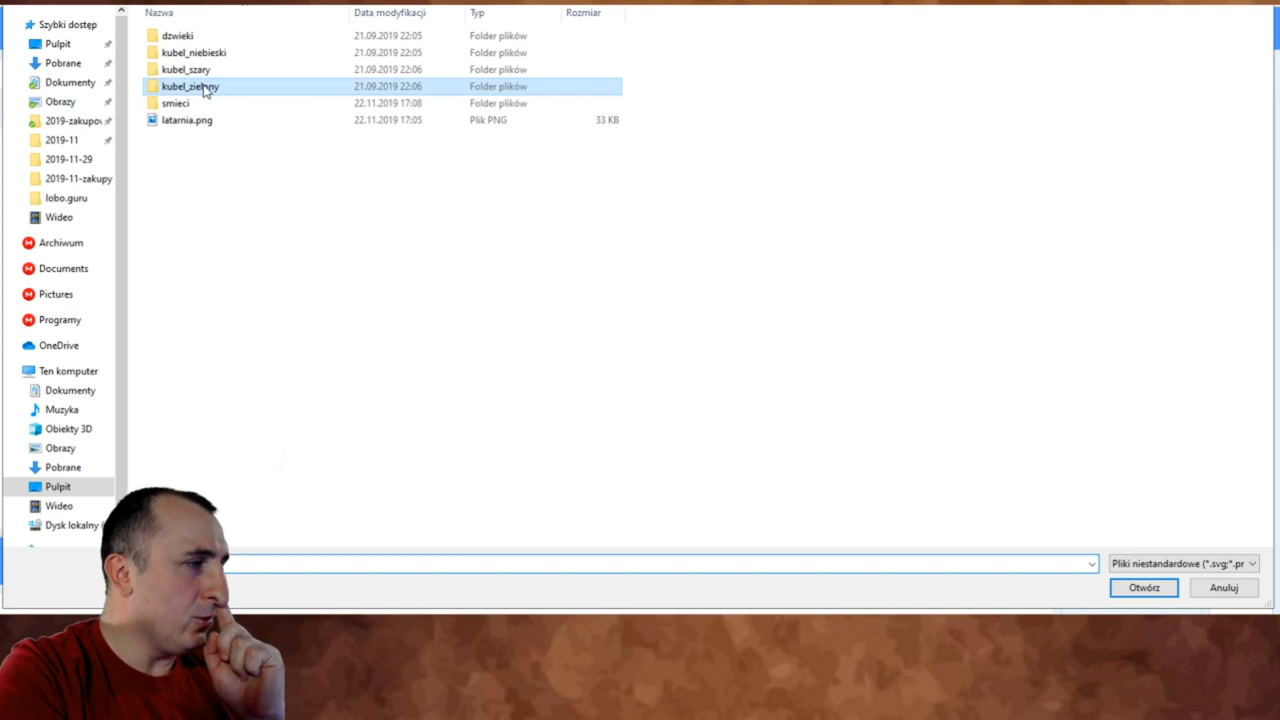 Nazwa Data modyfikacji Typ Rozmiar
Szybki dostęp
Pulpit
Pobrane
Dokumenty
Obrazy
2019-zakupo
2019-11
2019-11-29
2019-11-zakupy
lobo.guru
Wideo
Archiwum
Documents
Pictures
Programy
OneDrive
Ten komputer
Dokumenty
Muzyka
Obiekty 3D
Obrazy
Pobrane
Pulpit
Wideo
Dysk lokalny (
dzwieki 21.09.2019 22:05 Folder plików
kubel_niebieski 21.09.2019 22:05 Folder plików
kubel_szary 21.09.2019 22:06 Folder plików
kubel_zielony 21.09.2019 22:06 Folder plików
smieci 22.11.2019 17:08 Folder plików
latarnia.png 22.11.2019 17:05 Plik PNG 33 KB
Pliki niestandardowe (*.svg;*.pr
Otwórz Anuluj